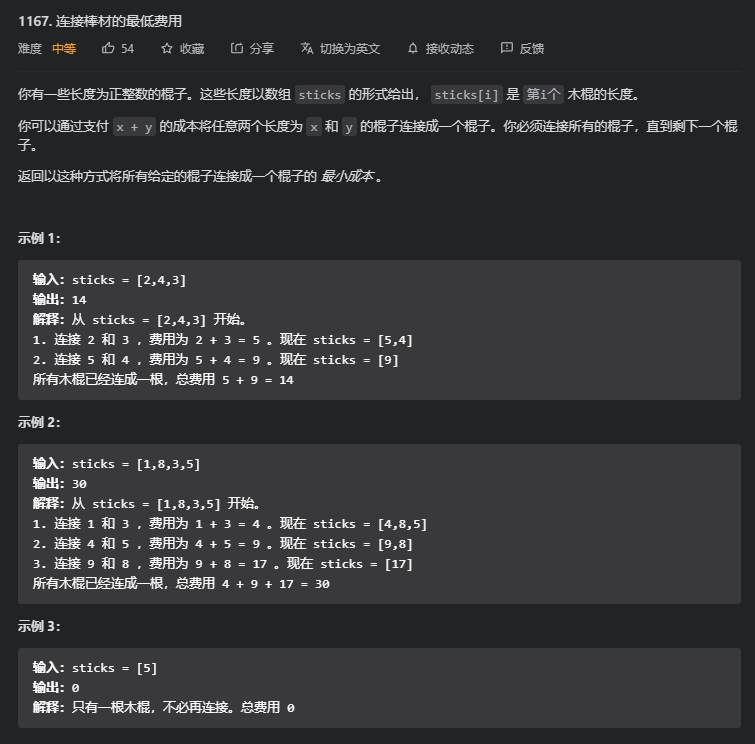 1167. 连接棒材的最低费用
难度 中等 54 收藏 分享 切换为英文 接收动态 反馈
你有一些长度为正整数的棍子。这些长度以数组 sticks 的形式给出， sticks[i] 是 第i个 木棍的长度。
你可以通过支付 x + y 的成本将任意两个长度为 x 和 y 的棍子连接成一个棍子。你必须连接所有的棍子，直到剩下一个棍
子。
返回以这种方式将所有给定的棍子连接成一个棍子的 最小成本 。
示例 1：
输入：sticks = [2,4,3]
输出：14
解释：从 sticks = [2,4,3] 开始。
1. 连接 2 和 3 ，费用为 2 + 3 = 5 。现在 sticks = [5,4]
2. 连接 5 和 4 ，费用为 5 + 4 = 9 。现在 sticks = [9]
所有木棍已经连成一根，总费用 5 + 9 = 14
示例 2：
输入：sticks = [1,8,3,5]
输出：30
解释：从 sticks = [1,8,3,5] 开始。
1. 连接 1 和 3 ，费用为 1 + 3 = 4 。现在 sticks = [4,8,5]
2. 连接 4 和 5 ，费用为 4 + 5 = 9 。现在 sticks = [9,8]
3. 连接 9 和 8 ，费用为 9 + 8 = 17 。现在 sticks = [17]
所有木棍已经连成一根，总费用 4 + 9 + 17 = 30
示例 3：
输入：sticks = [5]
输出：0
解释：只有一根木棍，不必再连接。总费用 0